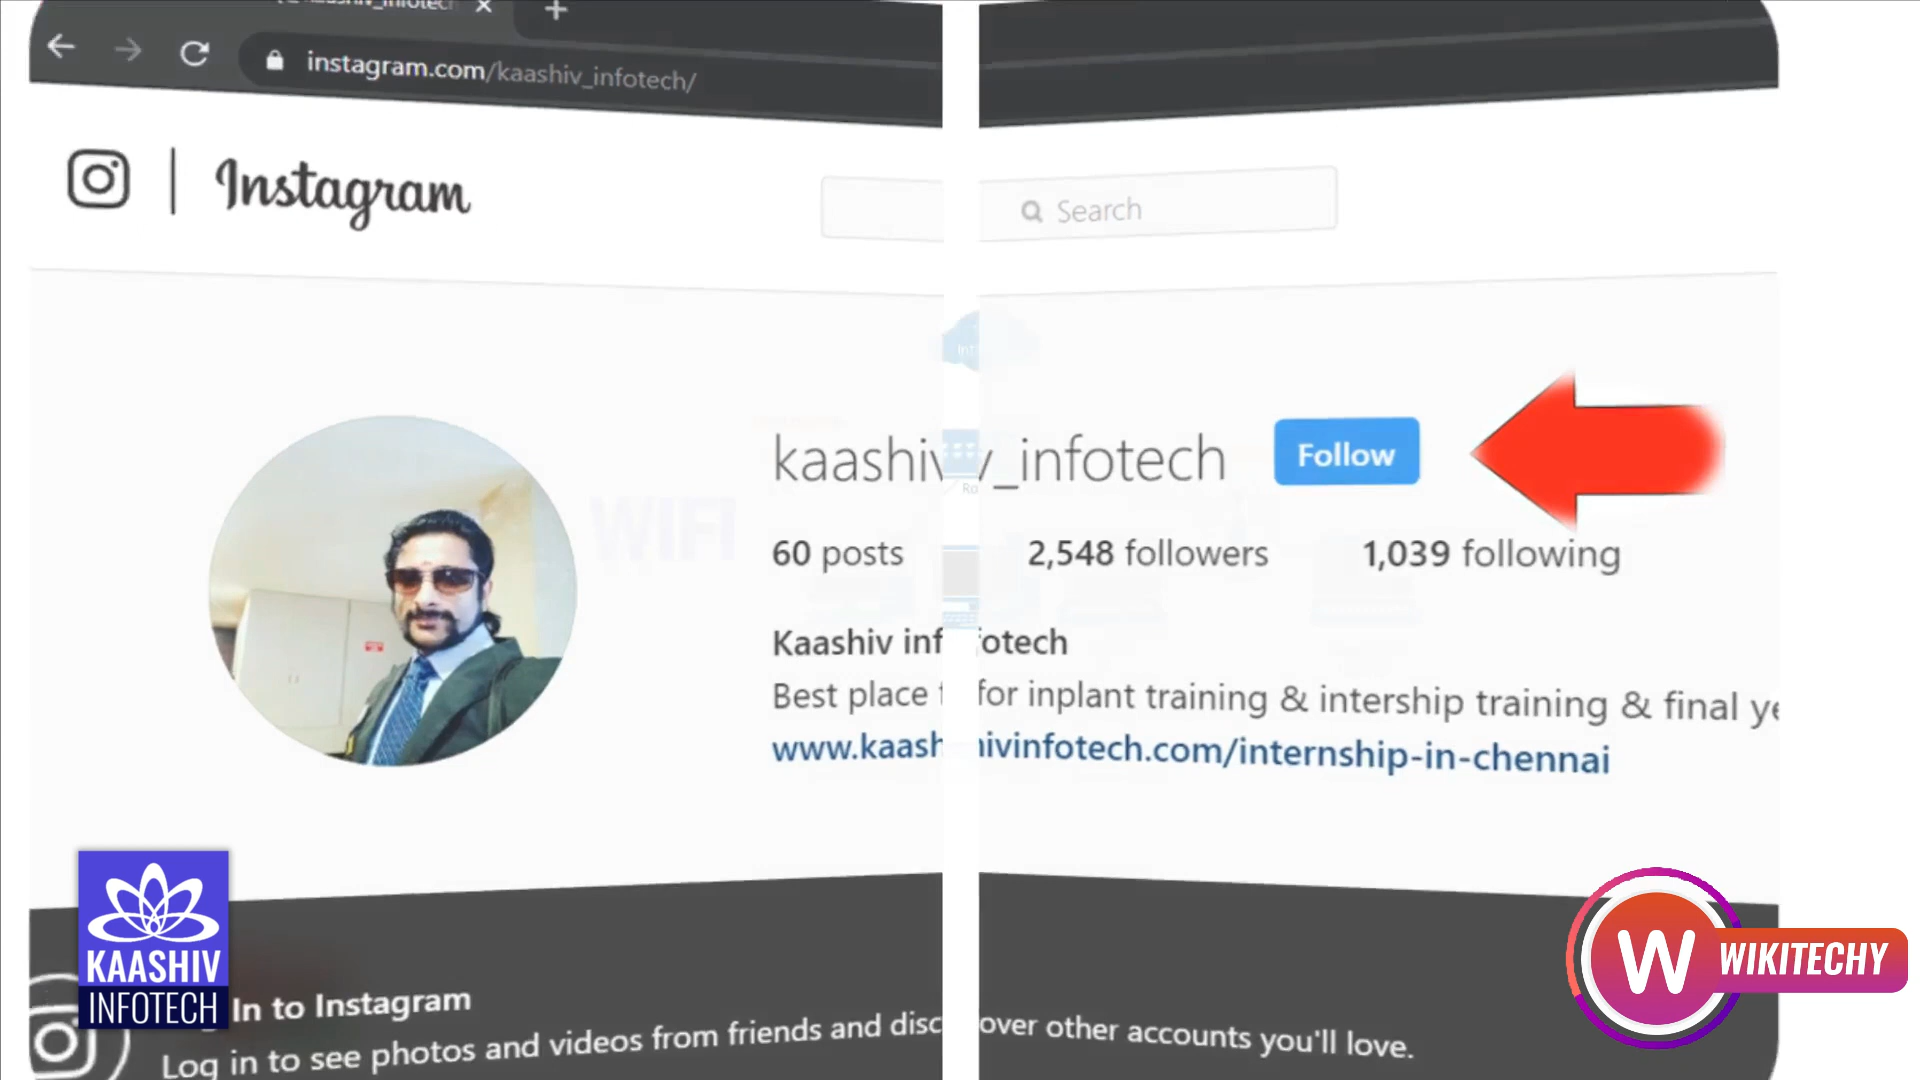 instagram.com/kaashiv_infotech/
Instagram
Search
kaashiv_infotech
Follow
WIFI
60 posts
2,548 followers
1,039 following
Kaashiv infotech
Best place for inplant training & intership training & final
www.kaashivinfotech.com/internship-in-chennai
KAASHIV
INFOTECH
WIKITECHY
In to Instagram
Log in to see photos and videos from friends and discover other accounts you'll love.